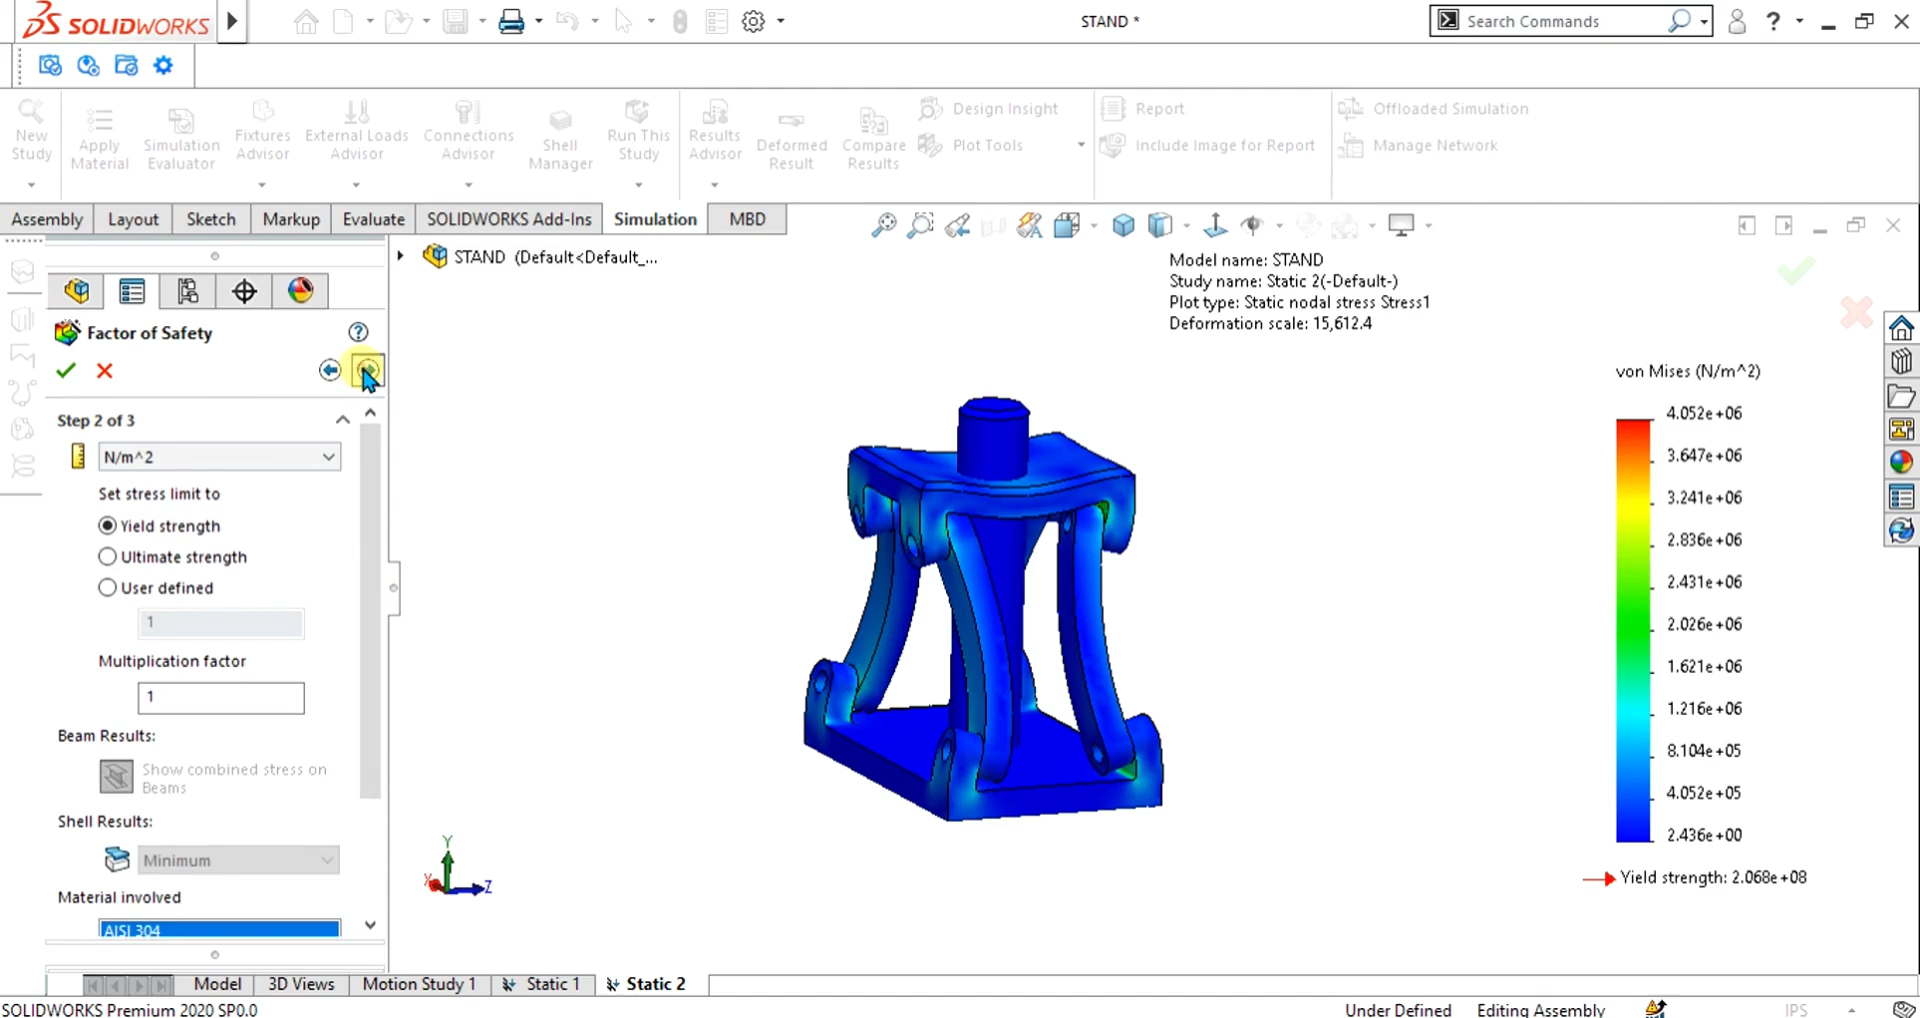 SOLIDWORKS
STAND *
Search Commands
?
New Study
Apply Material
Simulation Evaluator
Fixtures Advisor
External Loads Advisor
Connections Advisor
Shell Manager
Run This Study
Results Advisor
Deformed Result
Compare Results
Design Insight
Plot Tools
Report
Include Image for Report
Offloaded Simulation
Manage Network
Assembly
Layout
Sketch
Markup
Evaluate
SOLIDWORKS Add-Ins
Simulation
MBD
STAND (Default<Default_...
Model name: STAND
Study name: Static 2(-Default-)
Plot type: Static nodal stress Stress1
Deformation scale: 15,612.4
Factor of Safety
?
Step 2 of 3
N/m^2
Set stress limit to
Yield strength
Ultimate strength
User defined
1
Multiplication factor
1
Beam Results:
Show combined stress on
Beams
Shell Results:
Minimum
Material involved
AISI 304
von Mises (N/m^2)
4.052e+06
3.647e+06
3.241e+06
2.836e+06
2.431e+06
2.026e+06
1.621e+06
1.216e+06
8.104e+05
4.052e+05
2.436e+00
Yield strength: 2.068e+08
Y
X
Z
Model
3D Views
Motion Study 1
Static 1
Static 2
SOLIDWORKS Premium 2020 SP0.0
Under Defined
Editing Assembly
IPS